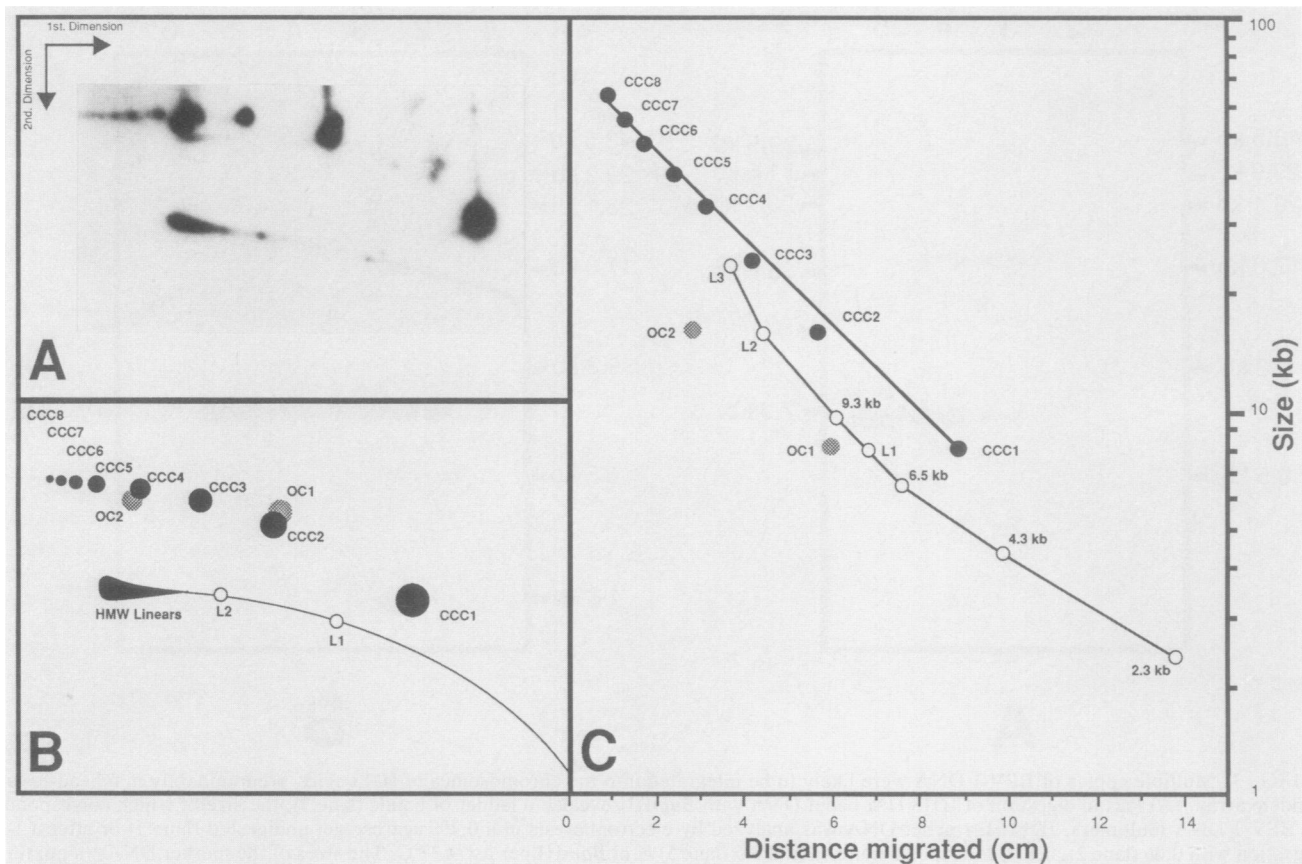 1st. Dimension
2nd. Dimension
A
CCC8
CCC7
CCC6
CCC5
CCC4
CCC3
OC1
OC2
CCC2
HMW Linears
L2
L1
CCC1
B
CCC8
CCC7
CCC6
CCC5
CCC4
CCC3
L3
CCC2
OC2
L2
9.3 kb
OC1
L1
CCC1
6.5 kb
4.3 kb
2.3 kb
C
100
10
1
Size (kb)
0 2 4 6 8 10 12 14
Distance migrated (cm)